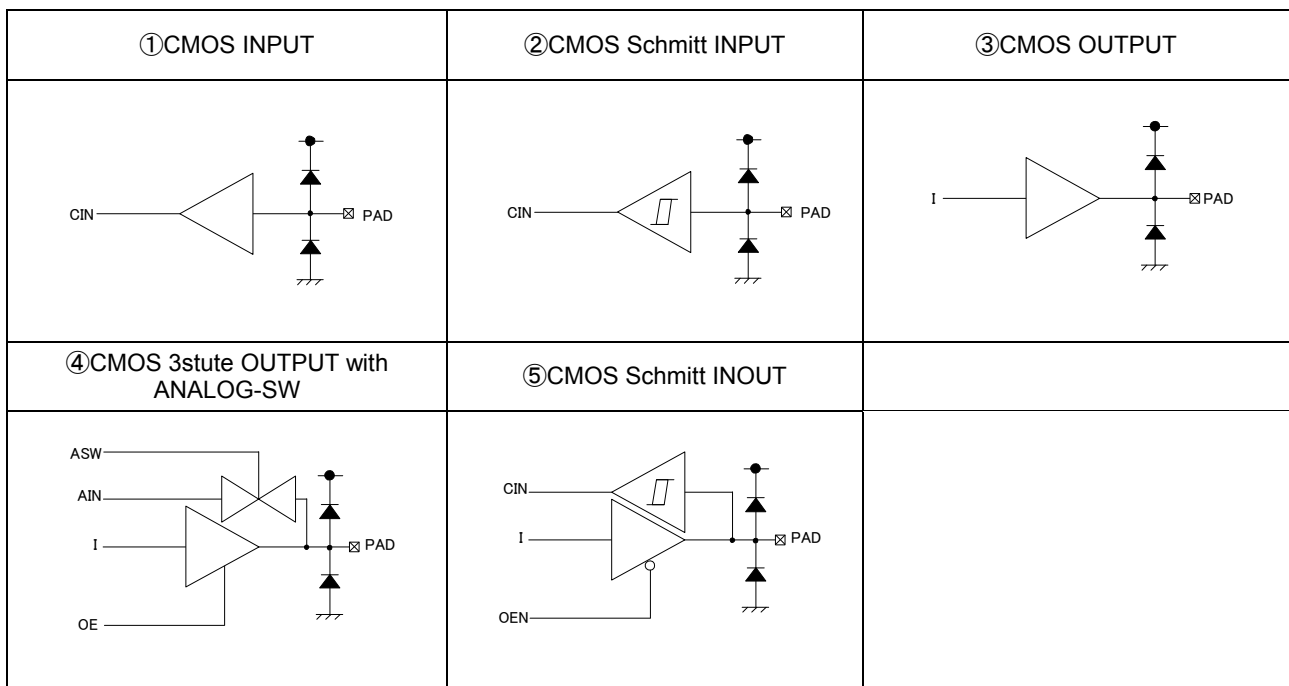 ①CMOS INPUT
②CMOS Schmitt INPUT
③CMOS OUTPUT
CIN
PAD
CIN
PAD
I
PAD
④CMOS 3stute OUTPUT with
ANALOG-SW
⑤CMOS Schmitt INOUT
ASW
AIN
I
OE
PAD
CIN
I
OEN
PAD